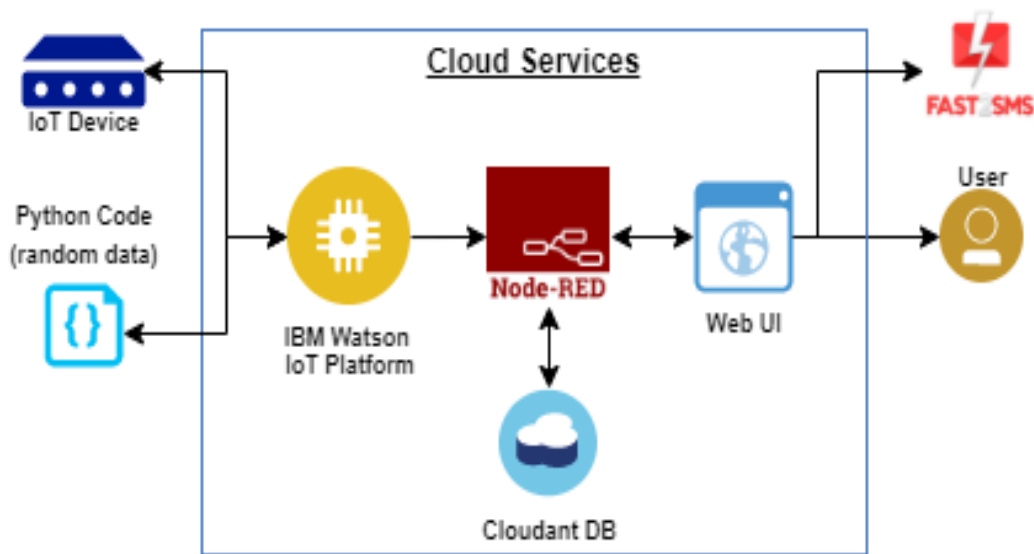 Cloud Services
IoT Device
FAST2SMS
Python Code
(random data)
User
Node-RED
IBM Watson
IoT Platform
Web UI
Cloudant DB